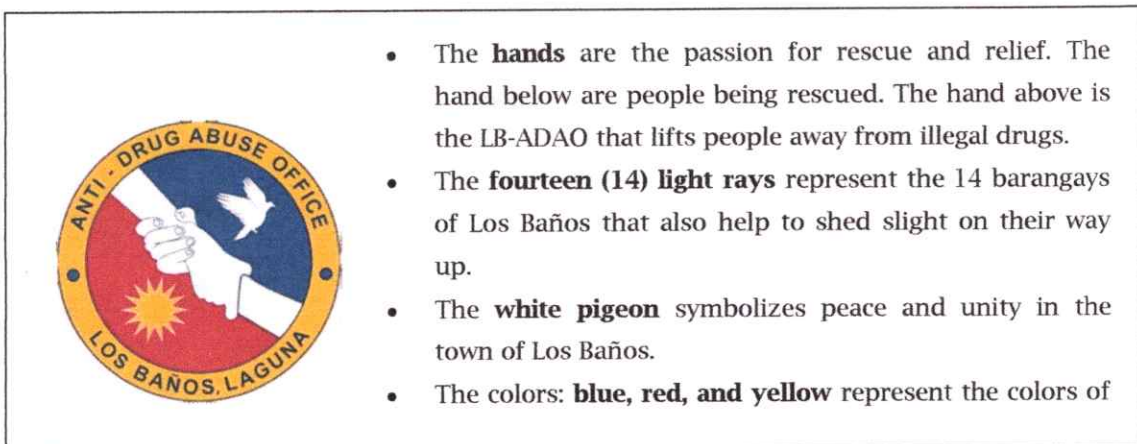 ANTI - DRUG ABUSE OFFICE
LOS BAÑOS, LAGUNA
• The hands are the passion for rescue and relief. The
hand below are people being rescued. The hand above is
the LB-ADAO that lifts people away from illegal drugs.
• The fourteen (14) light rays represent the 14 barangays
of Los Baños that also help to shed slight on their way
up.
• The white pigeon symbolizes peace and unity in the
town of Los Baños.
• The colors: blue, red, and yellow represent the colors of